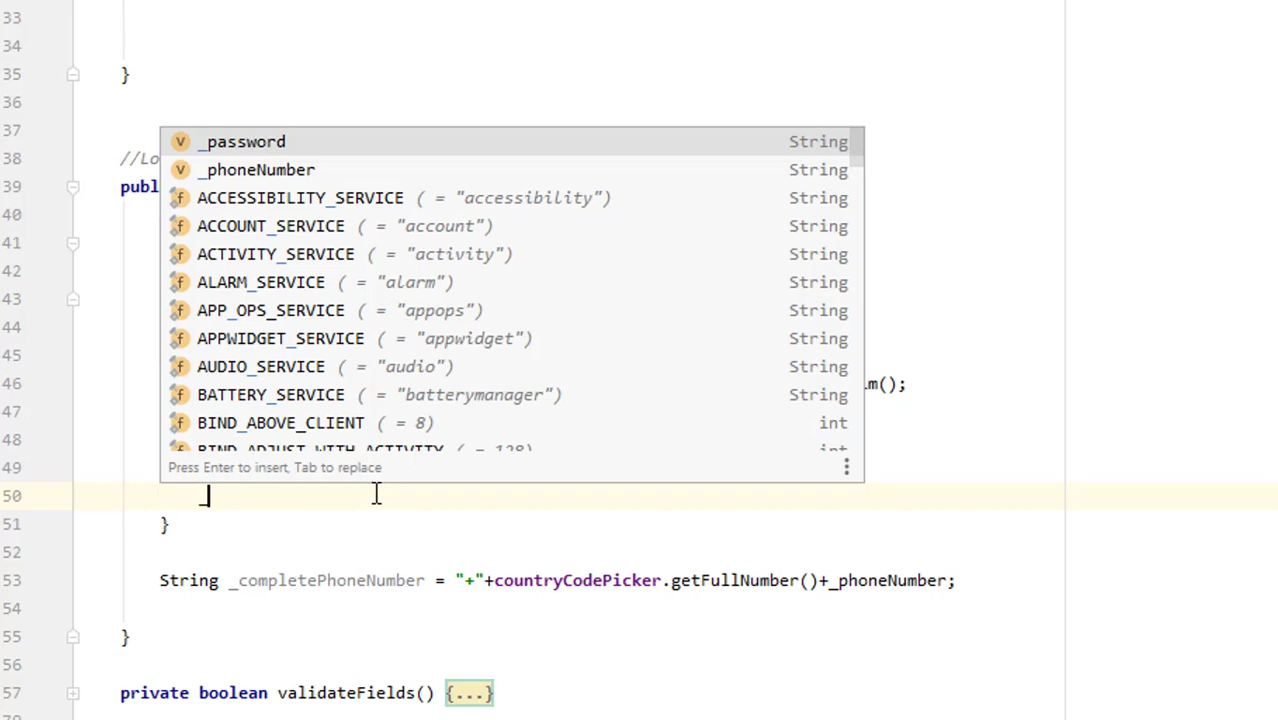 33
34
35 }
36
37
38 //Lo
39 publ
40
41
42
43
44
45
46 m();
47
48
49
50 _
51 }
52
53 String _completePhoneNumber = "+"+countryCodePicker.getFullNumber()+_phoneNumber;
54
55 }
56
57 private boolean validateFields() {...}
v _password String
v _phoneNumber String
f ACCESSIBILITY_SERVICE ( = "accessibility") String
f ACCOUNT_SERVICE ( = "account") String
f ACTIVITY_SERVICE ( = "activity") String
f ALARM_SERVICE ( = "alarm") String
f APP_OPS_SERVICE ( = "appops") String
f APPWIDGET_SERVICE ( = "appwidget") String
f AUDIO_SERVICE ( = "audio") String
f BATTERY_SERVICE ( = "batterymanager") String
f BIND_ABOVE_CLIENT ( = 8) int
f BIND_ADJUST_WITH_ACTIVITY ( = 128) int
Press Enter to insert, Tab to replace